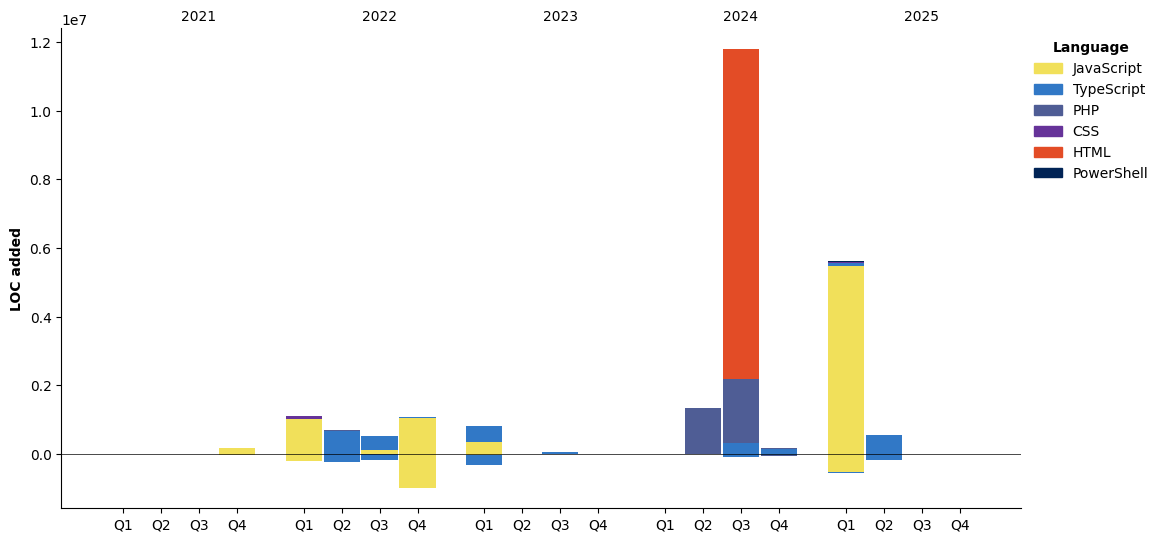 2021 2022 2023 2024 2025
1e7
1.2
1.0
0.8
0.6
0.4
0.2
0.0
LOC added
Q1 Q2 Q3 Q4 Q1 Q2 Q3 Q4 Q1 Q2 Q3 Q4 Q1 Q2 Q3 Q4 Q1 Q2 Q3 Q4
Language
JavaScript
TypeScript
PHP
CSS
HTML
PowerShell